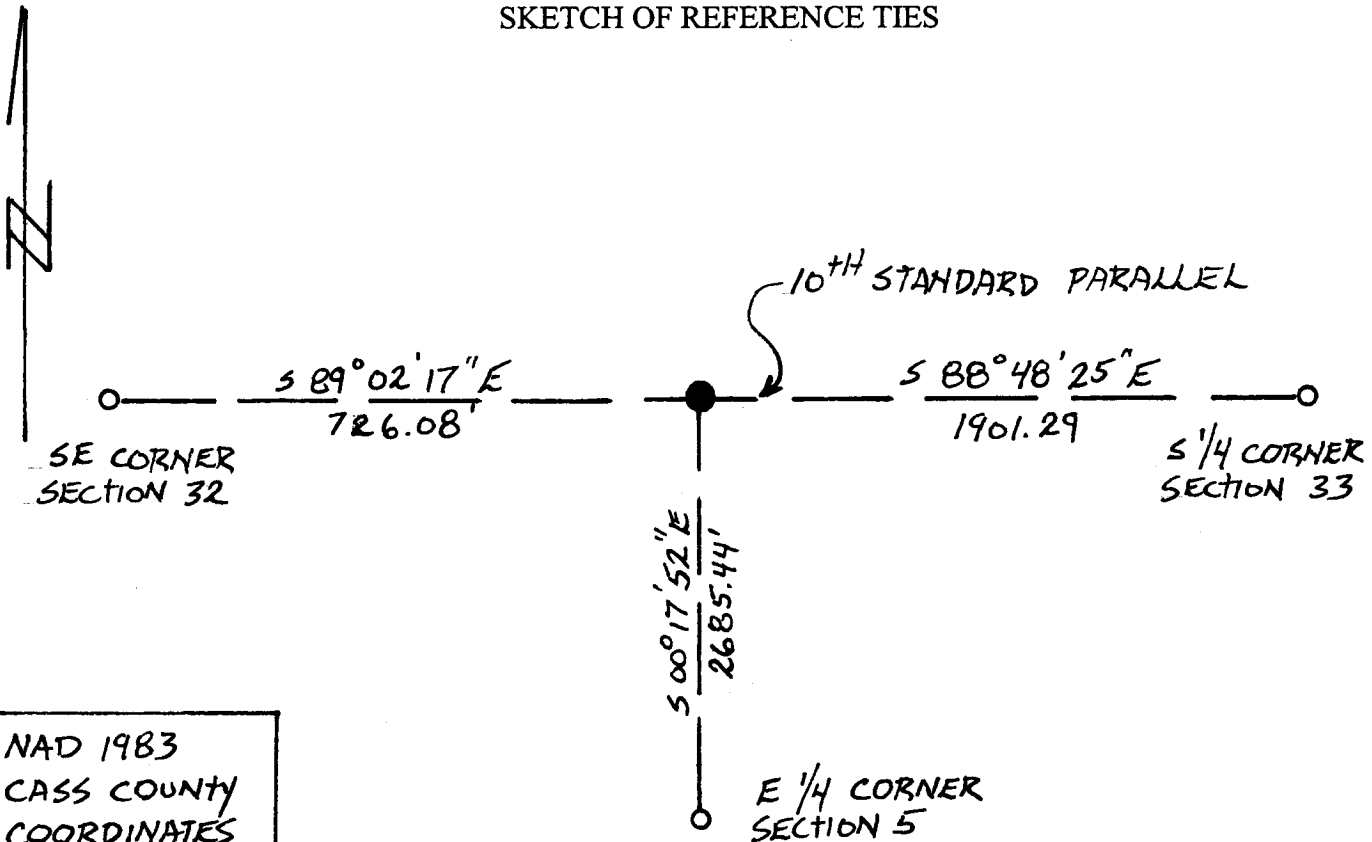 SKETCH OF REFERENCE TIES
N
10TH STANDARD PARALLEL
S 89°02'17"E
726.08'
S 88°48'25"E
1901.29
SE CORNER
SECTION 32
S 1/4 CORNER
SECTION 33
S 00°17'52"E
2685.44'
E 1/4 CORNER
SECTION 5
NAD 1983
CASS COUNTY
COORDINATES